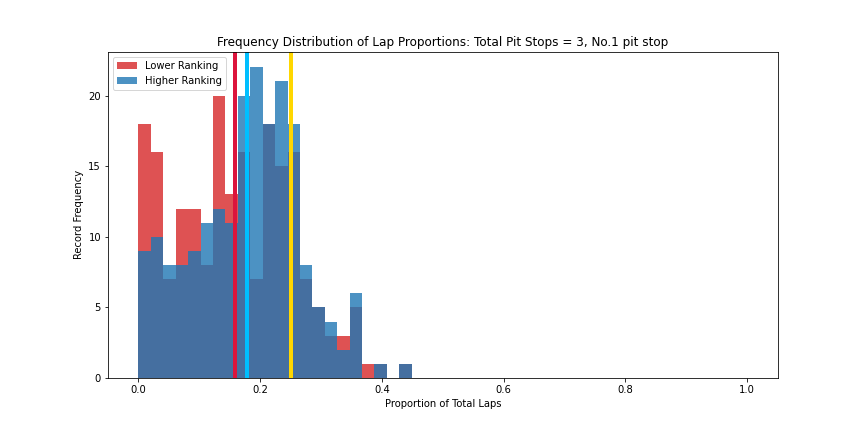 Frequency Distribution of Lap Proportions: Total Pit Stops = 3, No.1 pit stop
Lower Ranking
Higher Ranking
Record Frequency
20
15
10
5
0
0.0 0.2 0.4 0.6 0.8 1.0
Proportion of Total Laps